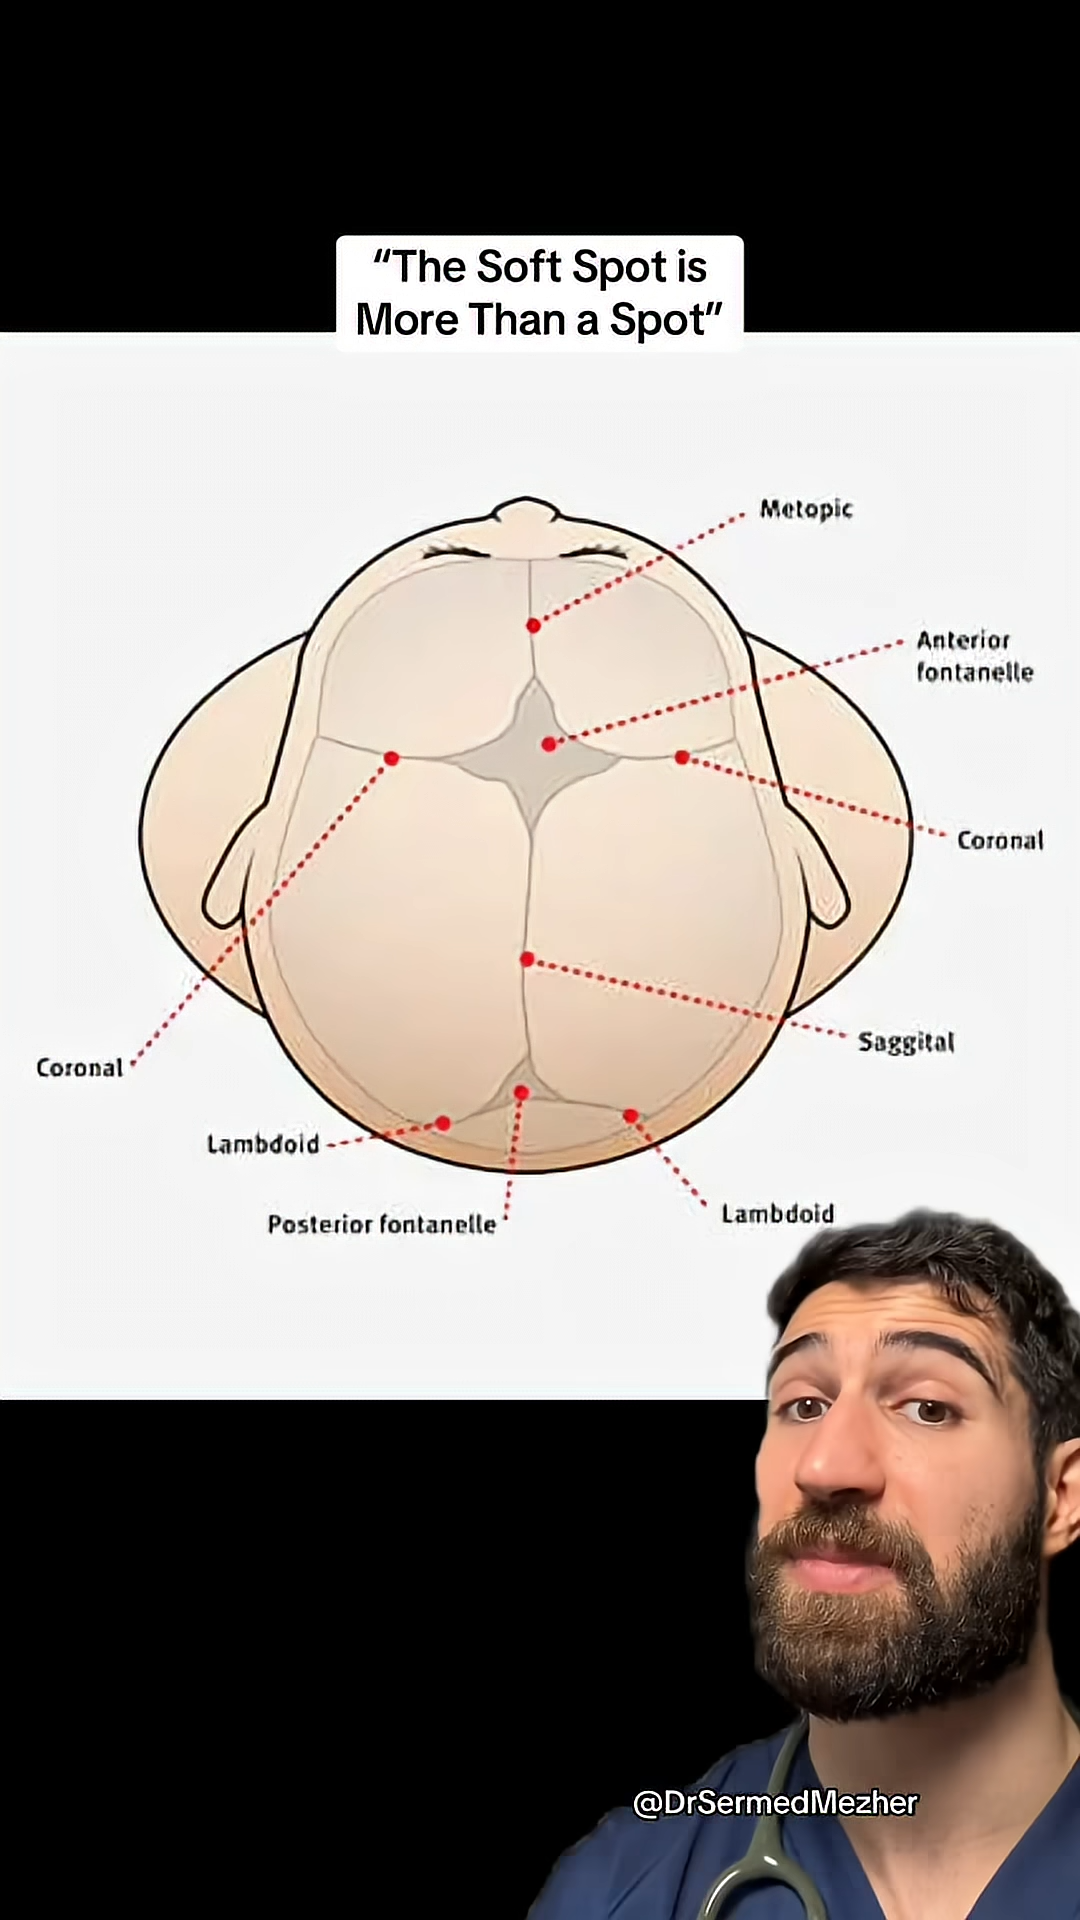 “The Soft Spot is
More Than a Spot”
Metopic
Anterior
fontanelle
Coronal
Saggital
Coronal
Lambdoid
Lambdoid
Posterior fontanelle
@DrSermedMezher